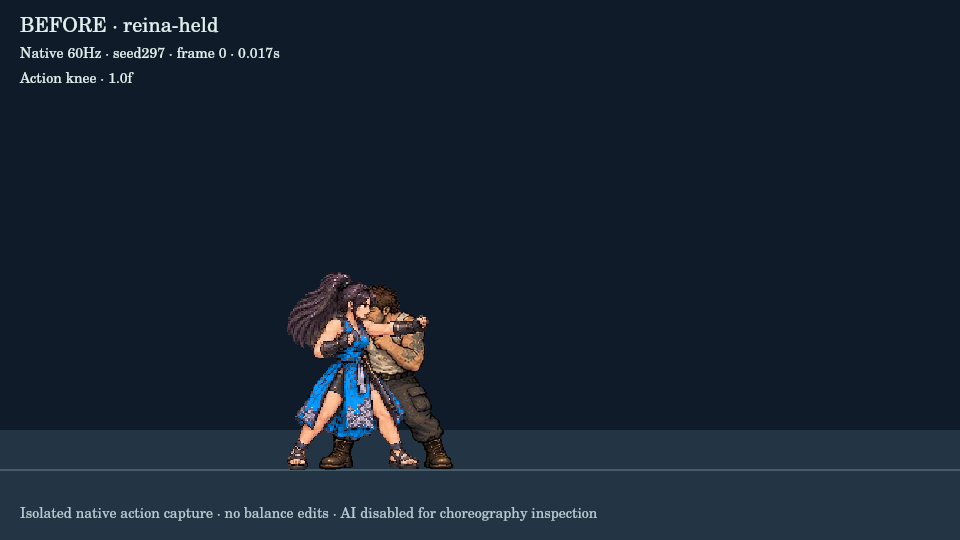 BEFORE · reina-held
Native 60Hz · seed297 · frame 0 · 0.017s
Action knee · 1.0f
Isolated native action capture · no balance edits · AI disabled for choreography inspection